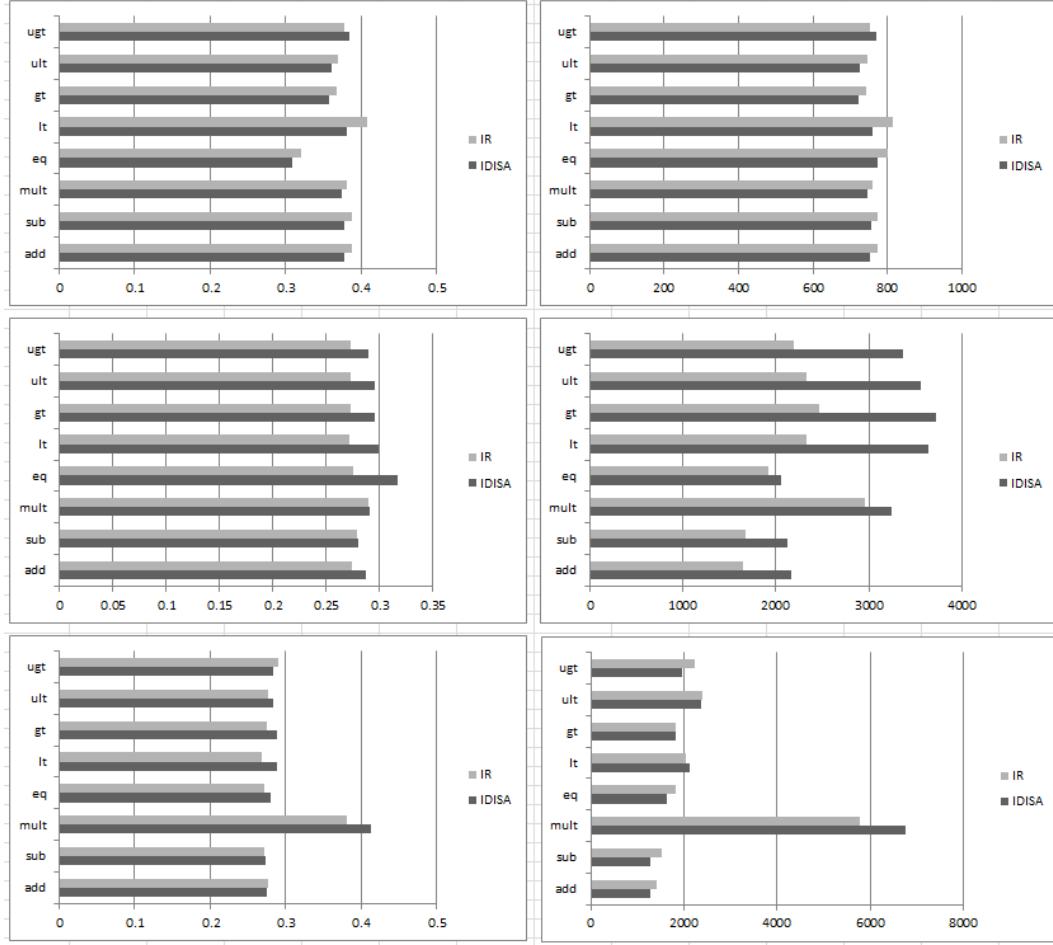 ugt
ult
gt
lt
eq
mult
sub
add
0 0.1 0.2 0.3 0.4 0.5
IR
IDISA
ugt
ult
gt
lt
eq
mult
sub
add
0 200 400 600 800 1000
IR
IDISA
ugt
ult
gt
lt
eq
mult
sub
add
0 0.05 0.1 0.15 0.2 0.25 0.3 0.35
IR
IDISA
ugt
ult
gt
lt
eq
mult
sub
add
0 1000 2000 3000 4000
IR
IDISA
ugt
ult
gt
lt
eq
mult
sub
add
0 0.1 0.2 0.3 0.4 0.5
IR
IDISA
ugt
ult
gt
lt
eq
mult
sub
add
0 2000 4000 6000 8000
IR
IDISA